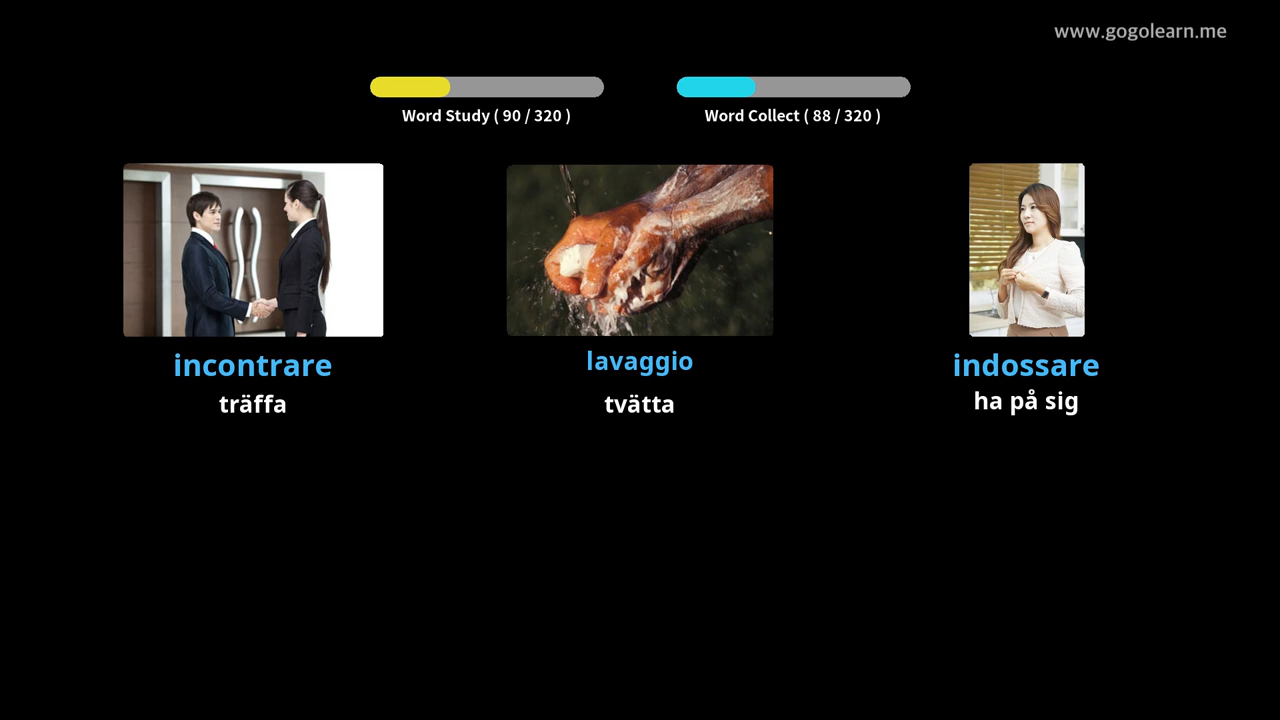 www.gogolearn.me
Word Study ( 90 / 320 )
Word Collect ( 88 / 320 )
incontrare
träffa
lavaggio
tvätta
indossare
ha på sig